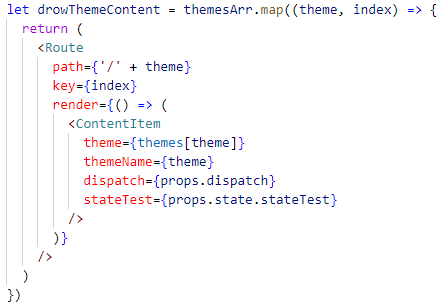 let drowThemeContent = themesArr.map((theme, index) => {
  return (
    <Route
      path={'/' + theme}
      key={index}
      render={() => (
        <ContentItem
          theme={themes[theme]}
          themeName={theme}
          dispatch={props.dispatch}
          stateTest={props.state.stateTest}
        />
      )}
    />
  )
})